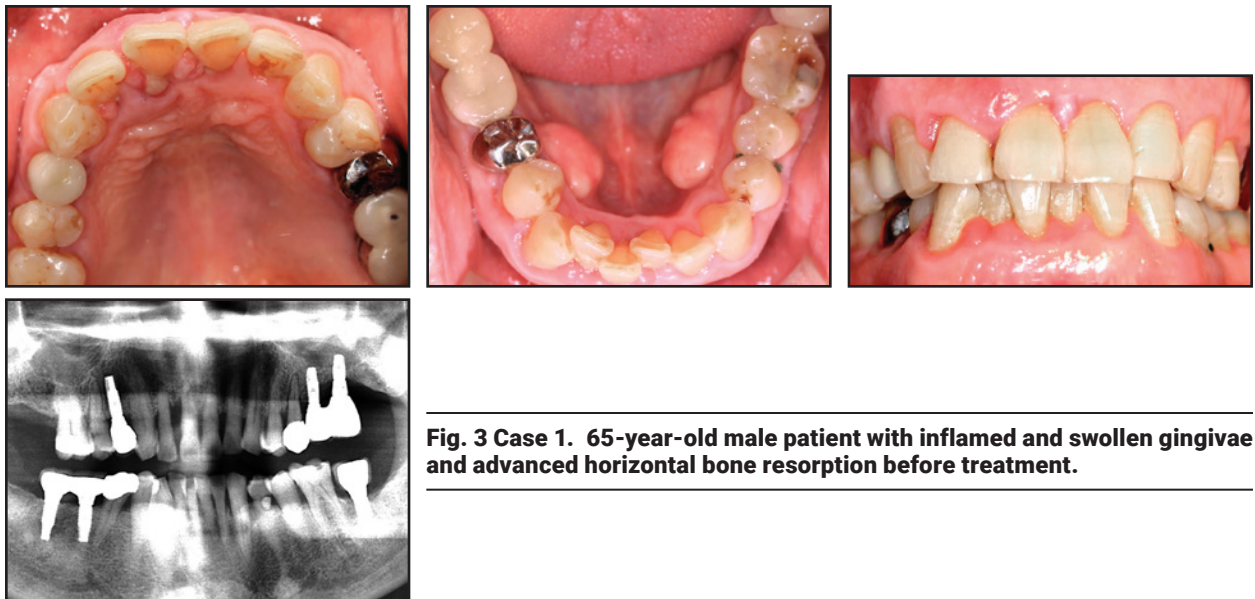 Fig. 3 Case 1. 65-year-old male patient with inflamed and swollen gingivae
and advanced horizontal bone resorption before treatment.